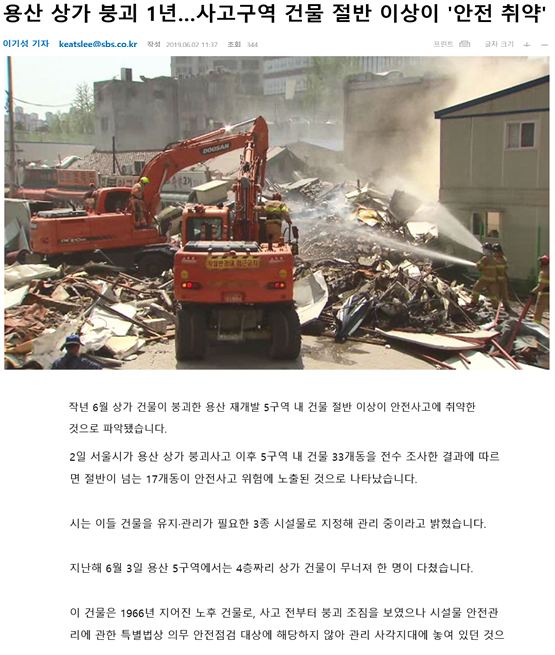 용산 상가 붕괴 1년...사고구역 건물 절반 이상이 '안전 취약'
이기성 기자 keatslee@sbs.co.kr 작성 2019.06.02 11:37 조회 344 프린트 글자 크기 + −
DOOSAN
작년 6월 상가 건물이 붕괴한 용산 재개발 5구역 내 건물 절반 이상이 안전사고에 취약한
것으로 파악됐습니다.
2일 서울시가 용산 상가 붕괴사고 이후 5구역 내 건물 33개동을 전수 조사한 결과에 따르
면 절반이 넘는 17개동이 안전사고 위험에 노출된 것으로 나타났습니다.
시는 이들 건물을 유지·관리가 필요한 3종 시설물로 지정해 관리 중이라고 밝혔습니다.
지난해 6월 3일 용산 5구역에서는 4층짜리 상가 건물이 무너져 한 명이 다쳤습니다.
이 건물은 1966년 지어진 노후 건물로, 사고 전부터 붕괴 조짐을 보였으나 시설물 안전관
리에 관한 특별법상 의무 안전점검 대상에 해당하지 않아 관리 사각지대에 놓여 있던 것으